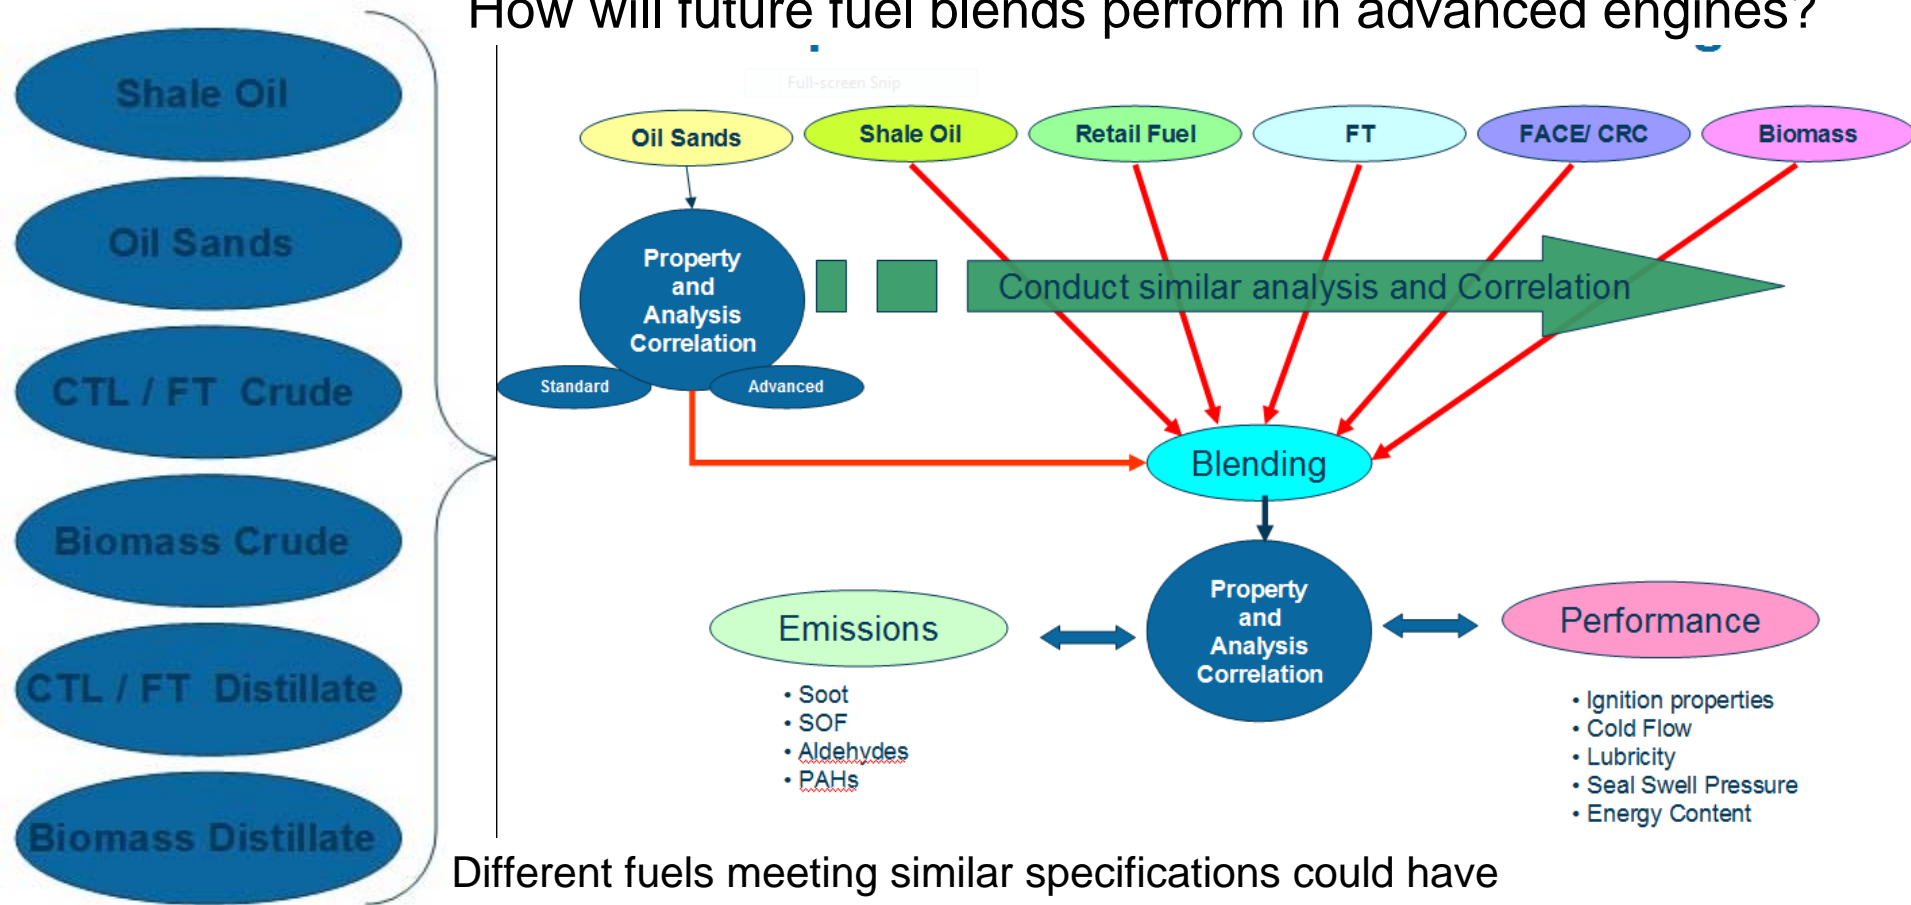 How will future fuel blends perform in advanced engines?
Full-screen Snip
Shale Oil
Oil Sands
CTL / FT Crude
Biomass Crude
CTL / FT Distillate
Biomass Distillate
Oil Sands
Shale Oil
Retail Fuel
FT
FACE/ CRC
Biomass
Property
and
Analysis
Correlation
Standard
Advanced
Conduct similar analysis and Correlation
Blending
Property
and
Analysis
Correlation
Emissions
• Soot
• SOF
• Aldehydes
• PAHs
Performance
• Ignition properties
• Cold Flow
• Lubricity
• Seal Swell Pressure
• Energy Content
Different fuels meeting similar specifications could have